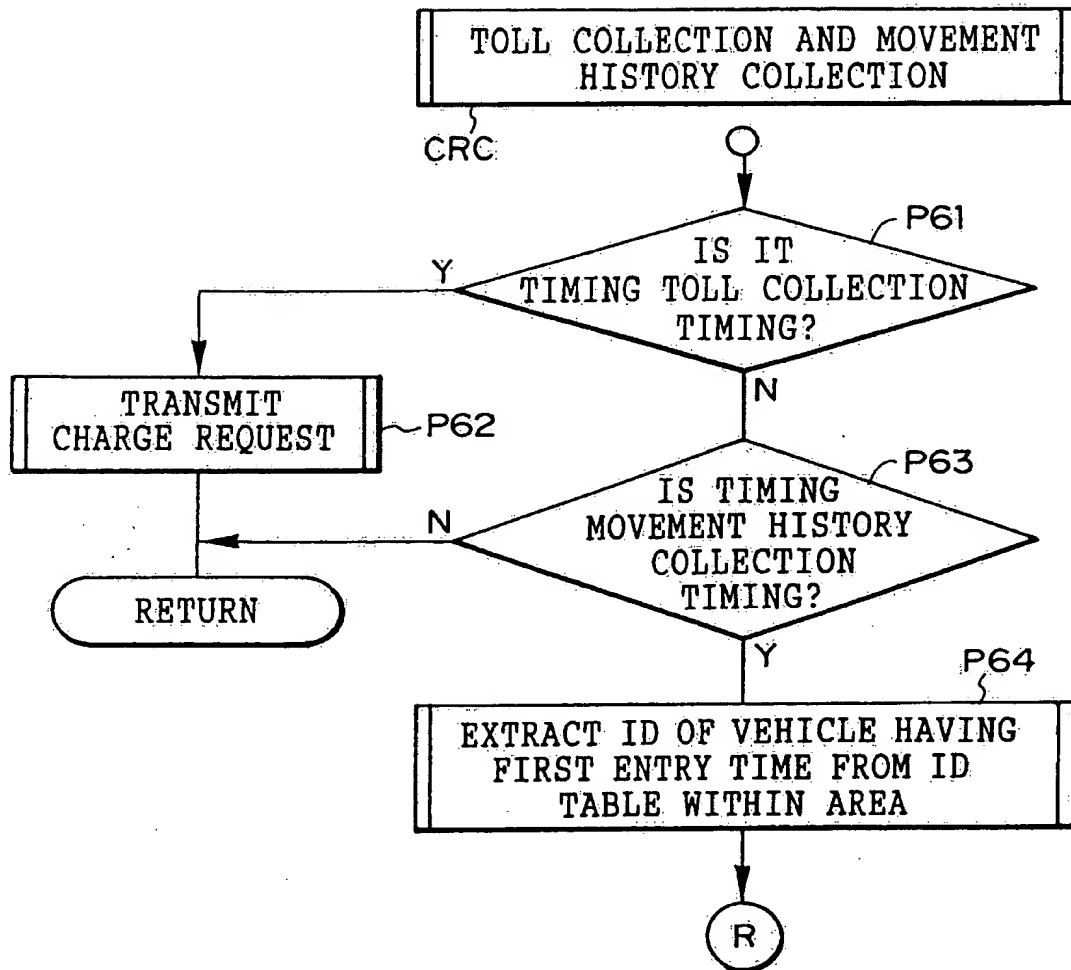 TOLL COLLECTION AND MOVEMENT
HISTORY COLLECTION
CRC
P61
IS IT
TIMING TOLL COLLECTION
TIMING?
Y
N
TRANSMIT
CHARGE REQUEST
P62
P63
IS TIMING
MOVEMENT HISTORY
COLLECTION
TIMING?
N
Y
RETURN
P64
EXTRACT ID OF VEHICLE HAVING
FIRST ENTRY TIME FROM ID
TABLE WITHIN AREA
R